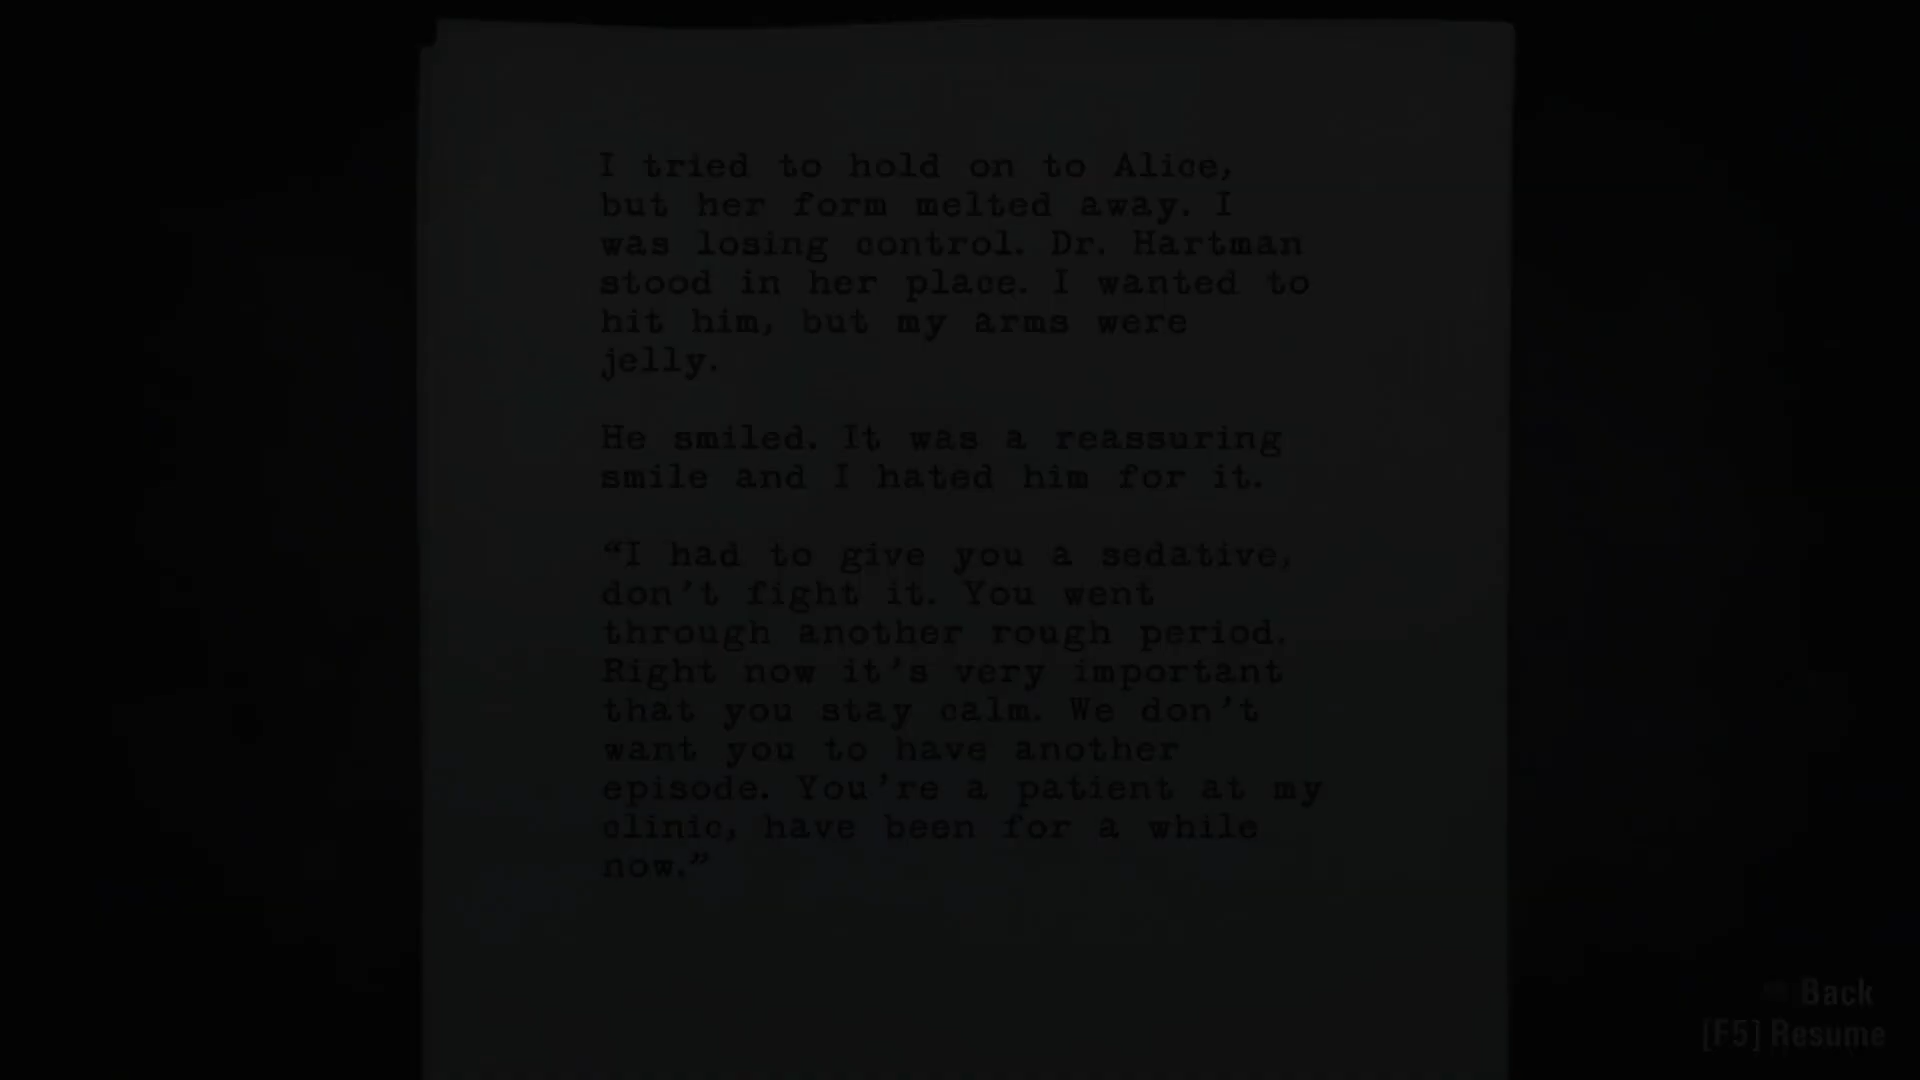 I tried to hold on to Alice,
but her form melted away. I
was losing control. Dr. Hartman
stood in her place. I wanted to
hit him, but my arms were
jelly.
He smiled. It was a reassuring
smile and I hated him for it.
“I had to give you a sedative,
don’t fight it. You went
through another rough period.
Right now it’s very important
that you stay calm. We don’t
want you to have another
episode. You’re a patient at my
clinic, have been for a while
now.”
Back
[F5] Resume